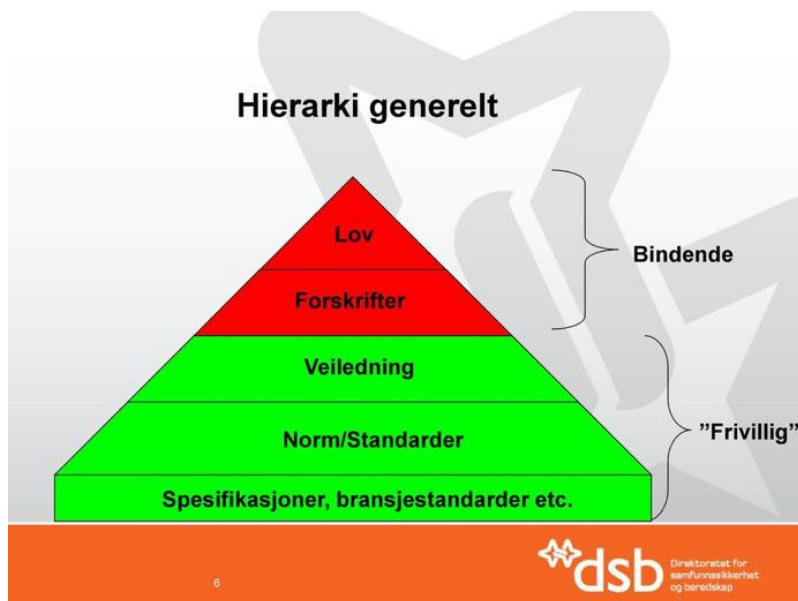 Hierarki generelt
Lov
Bindende
Forskrifter
Veiledning
”Frivillig”
Norm/Standarder
Spesifikasjoner, bransjestandarder etc.
6
dsb
Direktoratet for
samfunnssikkerhet
og beredskap